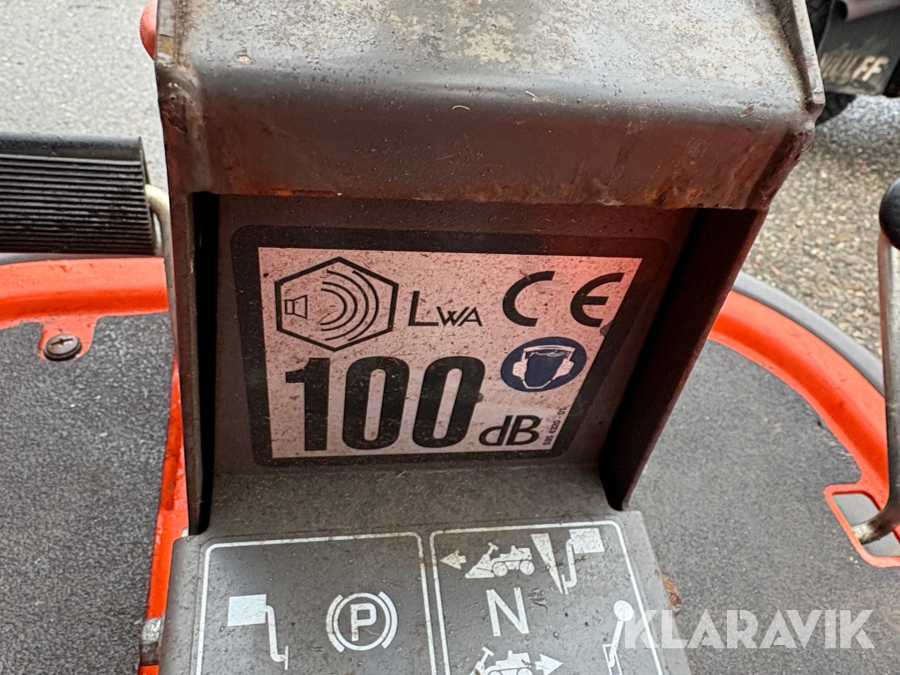 LWA CE
100 dB
P
N
KLARAVIK